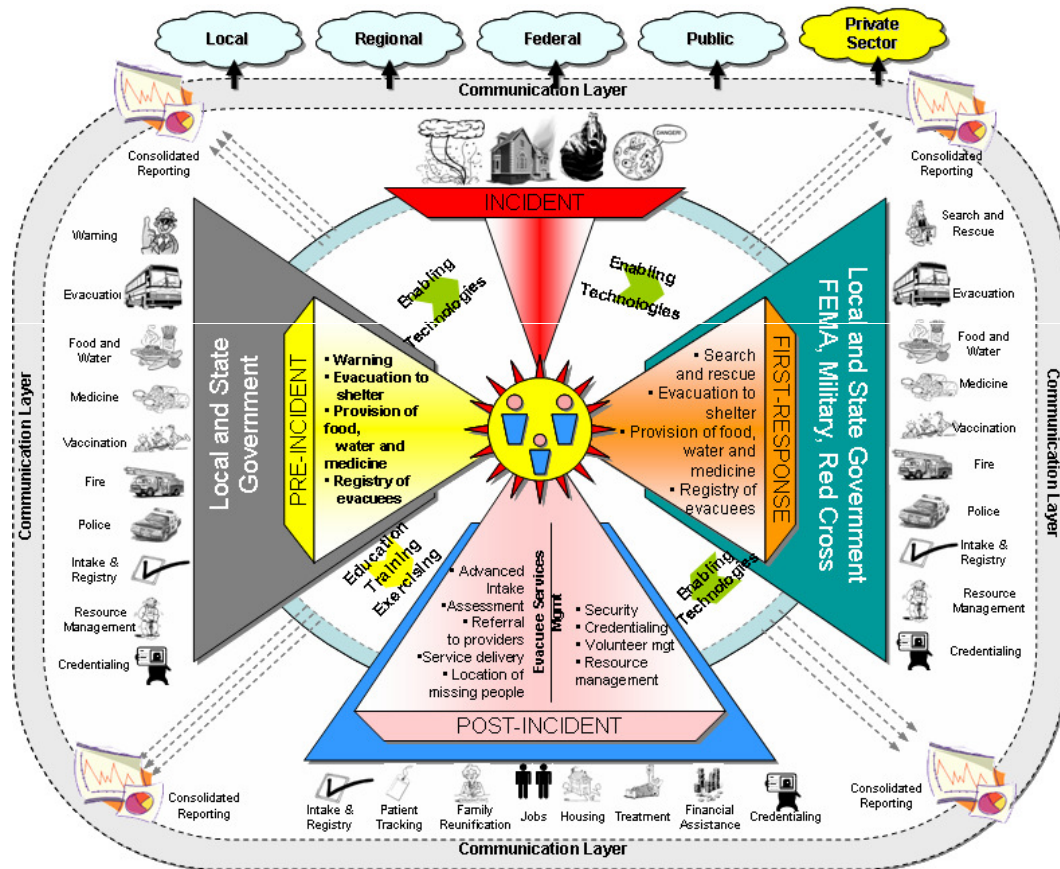 Local
Regional
Federal
Public
Private
Sector
Communication Layer
Consolidated
Reporting
Consolidated
Reporting
DANGER!
INCIDENT
Communication Layer
Communication Layer
Warning
Evacuation
Food and
Water
Medicine
Vaccination
Fire
Police
Intake &
Registry
Resource
Management
Credentialing
Local and State
Government
PRE-INCIDENT
▪ Warning
▪ Evacuation to
shelter
▪ Provision of
food,
water and
medicine
▪ Registry of
evacuees
Enabling
Technologies
Enabling
Technologies
▪ Search
and rescue
▪ Evacuation to
shelter
▪ Provision of food,
water and
medicine
▪ Registry of
evacuees
FIRST-RESPONSE
Local and State Government
FEMA, Military, Red Cross
Search and
Rescue
Evacuation
Food and
Water
Medicine
Vaccination
Fire
Police
Intake &
Registry
Resource
Management
Credentialing
Education
Training
Exercising
Enabling
Technologies
▪ Advanced
Intake
▪Assessment
▪ Referral
to providers
▪Service delivery
▪ Location of
missing people
Evacuee Services
Mgmt
▪ Security
▪ Credentialing
▪ Volunteer mgt
▪ Resource
management
POST-INCIDENT
Consolidated
Reporting
Consolidated
Reporting
Intake &
Registry
Patient
Tracking
Family
Reunification
Jobs
Housing
Treatment
Financial
Assistance
Credentialing
Communication Layer